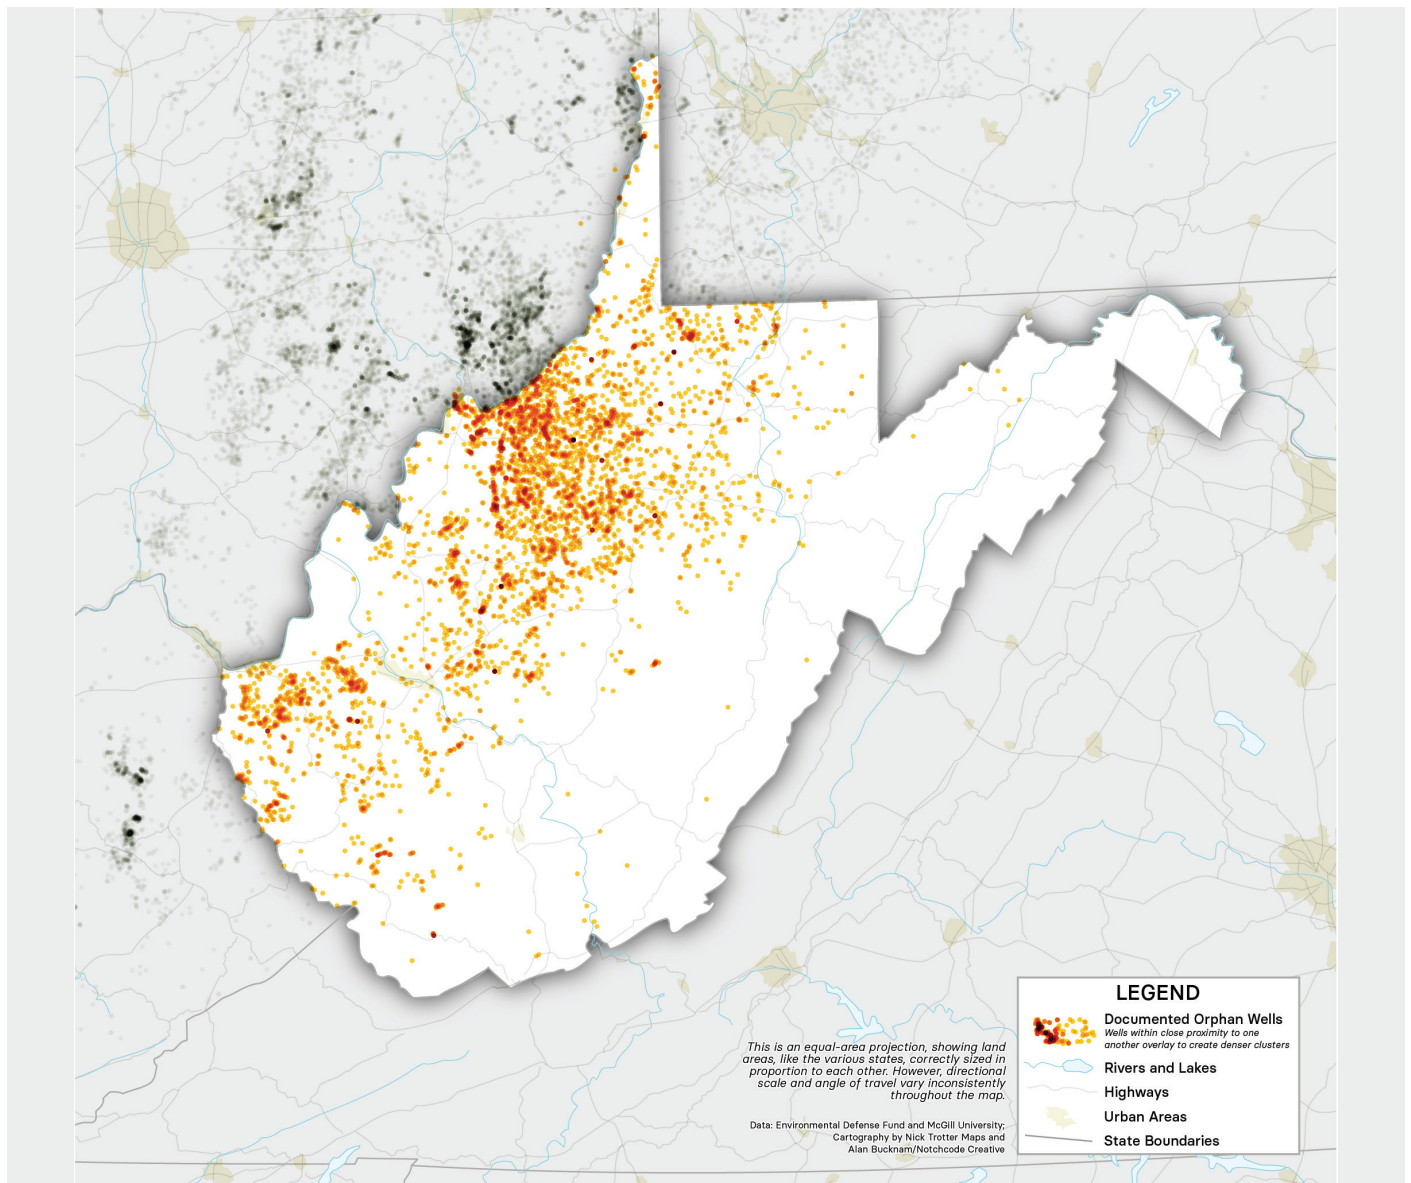 LEGEND
Documented Orphan Wells
Wells within close proximity to one
another overlay to create denser clusters
Rivers and Lakes
Highways
Urban Areas
State Boundaries
This is an equal-area projection, showing land
areas, like the various states, correctly sized in
proportion to each other. However, directional
scale and angle of travel vary inconsistently
throughout the map.
Data: Environmental Defense Fund and McGill University;
Cartography by Nick Trotter Maps and
Alan Bucknam/Notchcode Creative